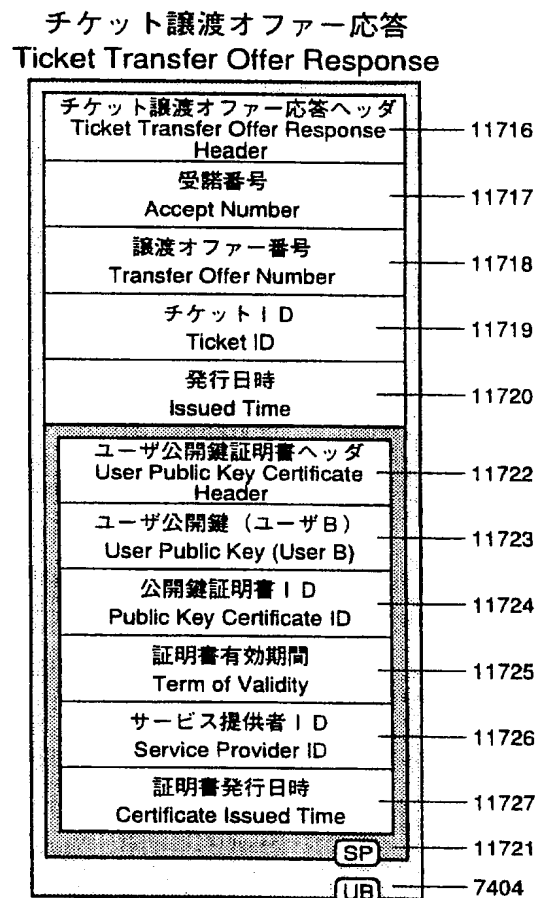 チケット譲渡オファー応答
Ticket Transfer Offer Response
チケット譲渡オファー応答ヘッダ
Ticket Transfer Offer Response
Header
11716
受諾番号
Accept Number
11717
譲渡オファー番号
Transfer Offer Number
11718
チケットID
Ticket ID
11719
発行日時
Issued Time
11720
ユーザ公開鍵証明書ヘッダ
User Public Key Certificate
Header
11722
ユーザ公開鍵（ユーザB）
User Public Key (User B)
11723
公開鍵証明書ID
Public Key Certificate ID
11724
証明書有効期間
Term of Validity
11725
サービス提供者ID
Service Provider ID
11726
証明書発行日時
Certificate Issued Time
11727
SP
11721
UB
7404